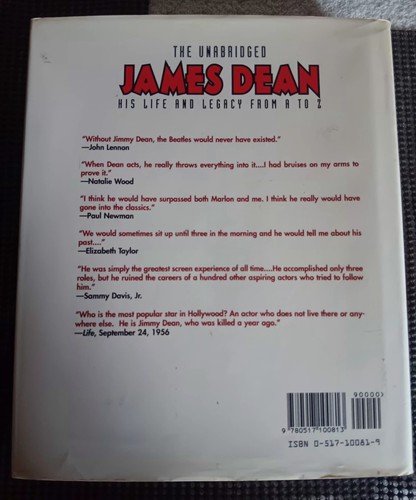 THE UNABRIDGED
JAMES DEAN
HIS LIFE AND LEGACY FROM A TO Z
"Without Jimmy Dean, the Beatles would never have existed."
—John Lennon
"When Dean acts, he really throws everything into it....I had bruises on my arms to
prove it."
—Natalie Wood
"I think he would have surpassed both Marlon and me. I think he really would have
gone into the classics."
—Paul Newman
"We would sometimes sit up until three in the morning and he would tell me about his
past...."
—Elizabeth Taylor
"He was simply the greatest screen experience of all time....He accomplished only three
roles, but he ruined the careers of a hundred other aspiring actors who tried to follow
him."
—Sammy Davis, Jr.
"Who is the most popular star in Hollywood? An actor who does not live there or any-
where else. He is Jimmy Dean, who was killed a year ago."
—Life, September 24, 1956
90000>
9 780517 100813
ISBN 0-517-10081-9